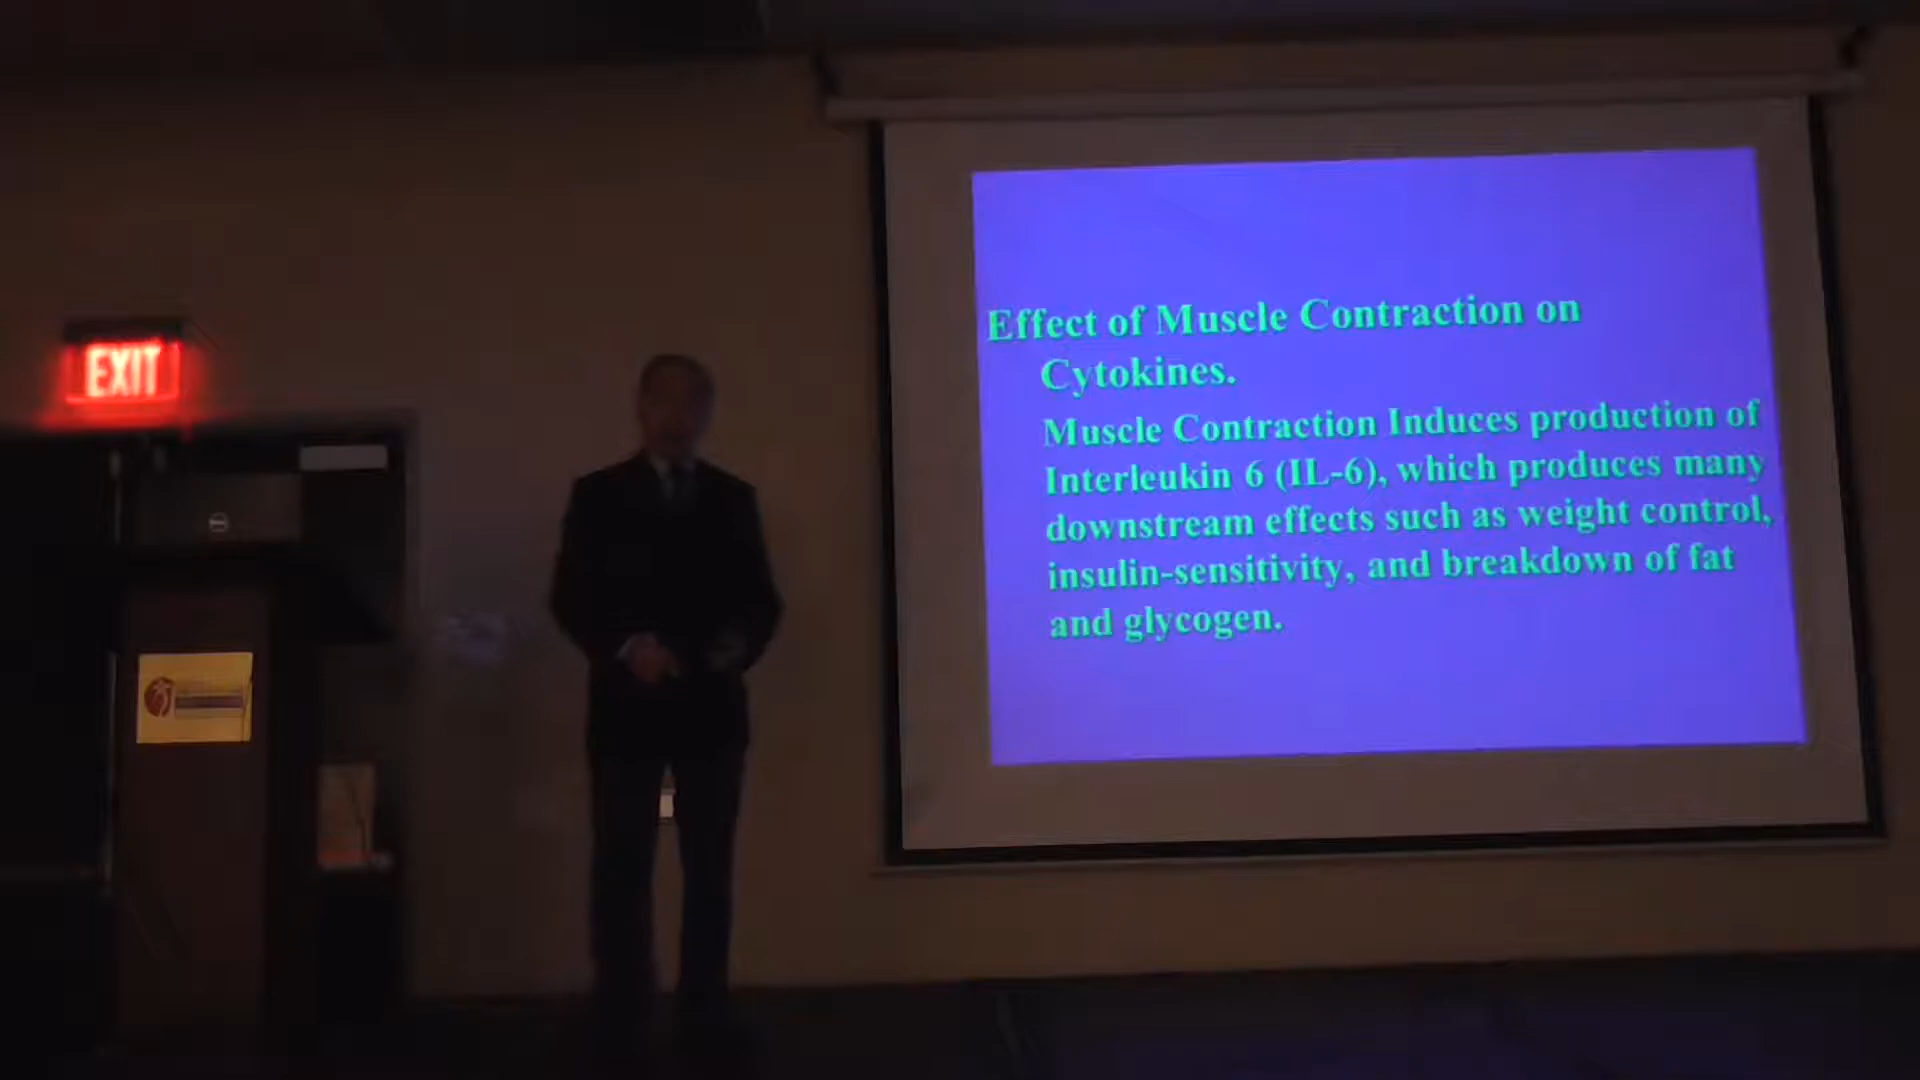 EXIT
Effect of Muscle Contraction on
Cytokines.
Muscle Contraction Induces production of
Interleukin 6 (IL-6), which produces many
downstream effects such as weight control,
insulin-sensitivity, and breakdown of fat
and glycogen.